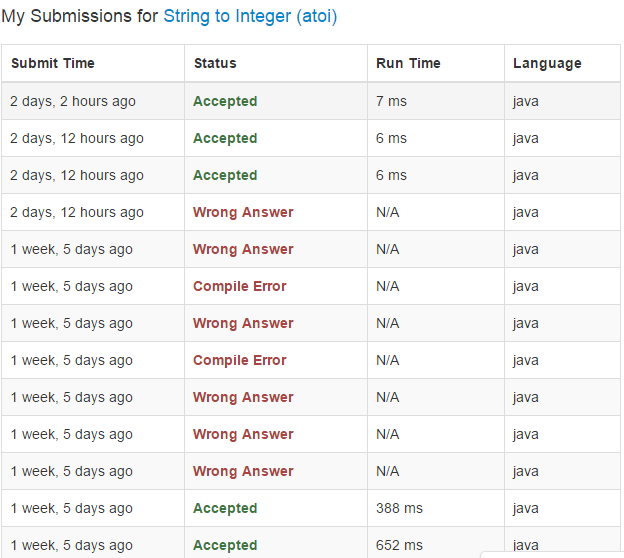 My Submissions for String to Integer (atoi)
Submit Time Status Run Time Language
2 days, 2 hours ago Accepted 7 ms java
2 days, 12 hours ago Accepted 6 ms java
2 days, 12 hours ago Accepted 6 ms java
2 days, 12 hours ago Wrong Answer N/A java
1 week, 5 days ago Wrong Answer N/A java
1 week, 5 days ago Compile Error N/A java
1 week, 5 days ago Wrong Answer N/A java
1 week, 5 days ago Compile Error N/A java
1 week, 5 days ago Wrong Answer N/A java
1 week, 5 days ago Wrong Answer N/A java
1 week, 5 days ago Wrong Answer N/A java
1 week, 5 days ago Accepted 388 ms java
1 week, 5 days ago Accepted 652 ms java